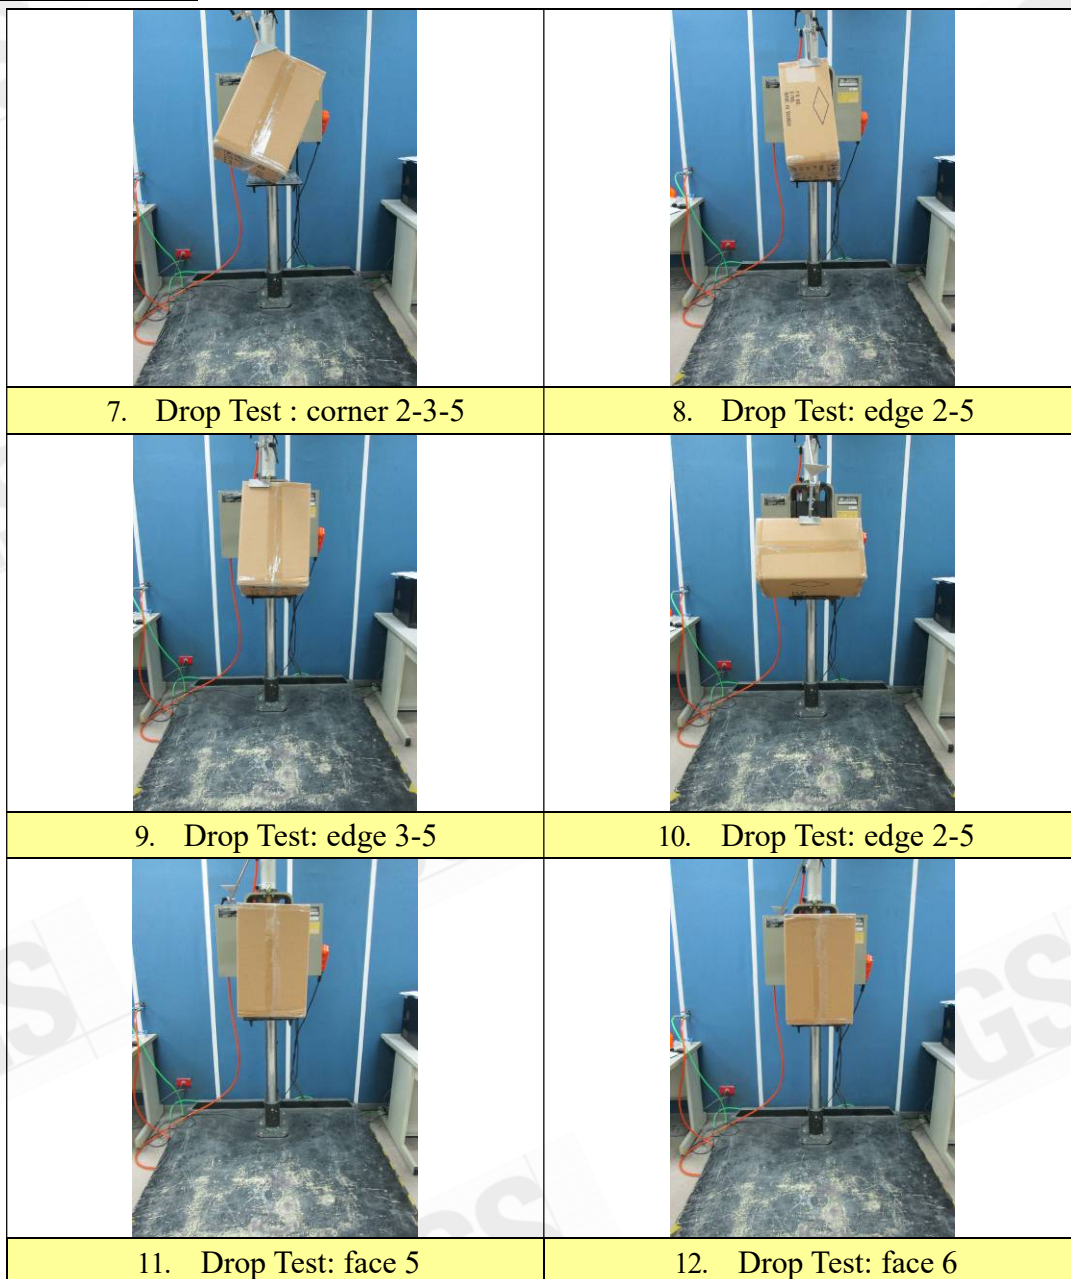 7. Drop Test : corner 2-3-5
8. Drop Test: edge 2-5
9. Drop Test: edge 3-5
10. Drop Test: edge 2-5
11. Drop Test: face 5
12. Drop Test: face 6